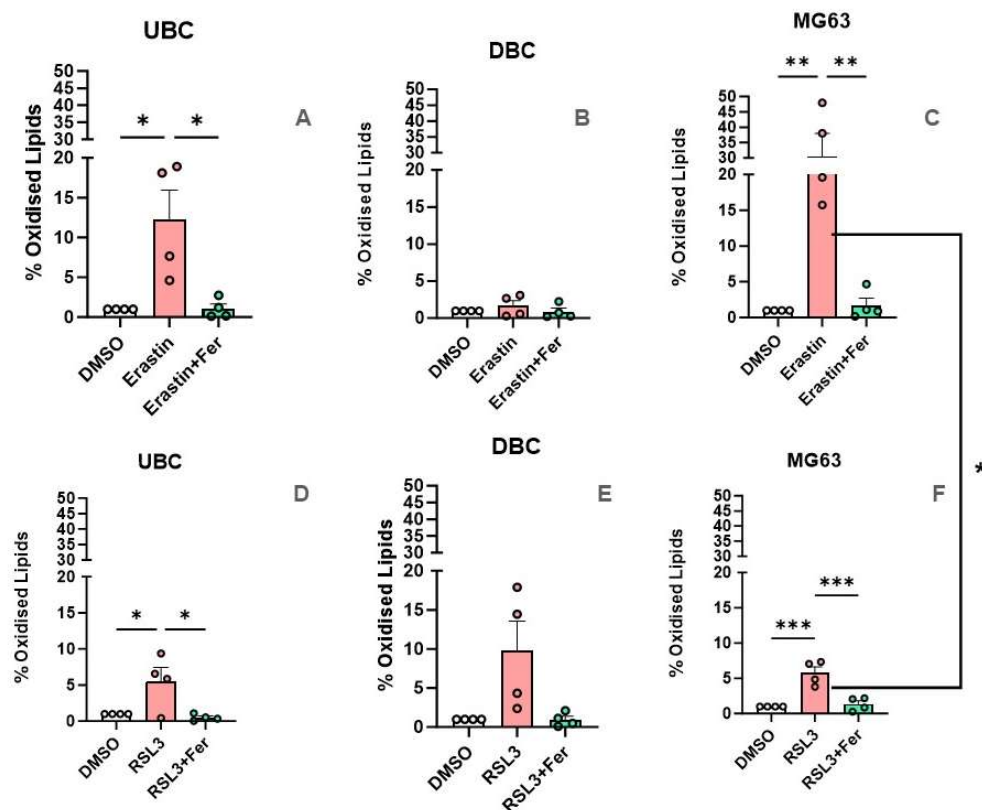 UBC
% Oxidised Lipids
50
45
40
35
30
20
15
10
5
0
* *
A
DMSO
Erastin
Erastin+Fer
DBC
% Oxidised Lipids
50
45
40
35
30
20
15
10
5
0
B
DMSO
Erastin
Erastin+Fer
MG63
% Oxidised Lipids
50
45
40
35
30
20
15
10
5
0
** **
C
DMSO
Erastin
Erastin+Fer
*
UBC
% Oxidised Lipids
50
45
40
35
30
20
15
10
5
0
* *
D
DMSO
RSL3
RSL3+Fer
DBC
% Oxidised Lipids
50
45
40
35
30
20
15
10
5
0
E
DMSO
RSL3
RSL3+Fer
MG63
% Oxidised Lipids
50
45
40
35
30
20
15
10
5
0
***
***
F
DMSO
RSL3
RSL3+Fer